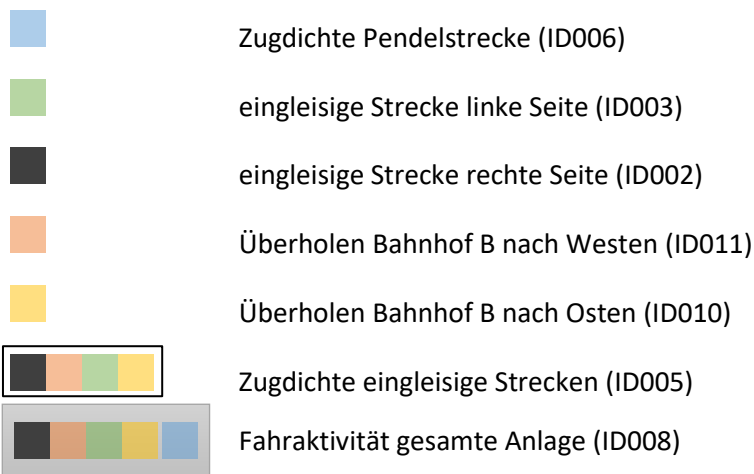 Zugdichte Pendelstrecke (ID006)
eingleisige Strecke linke Seite (ID003)
eingleisige Strecke rechte Seite (ID002)
Überholen Bahnhof B nach Westen (ID011)
Überholen Bahnhof B nach Osten (ID010)
Zugdichte eingleisige Strecken (ID005)
Fahraktivität gesamte Anlage (ID008)